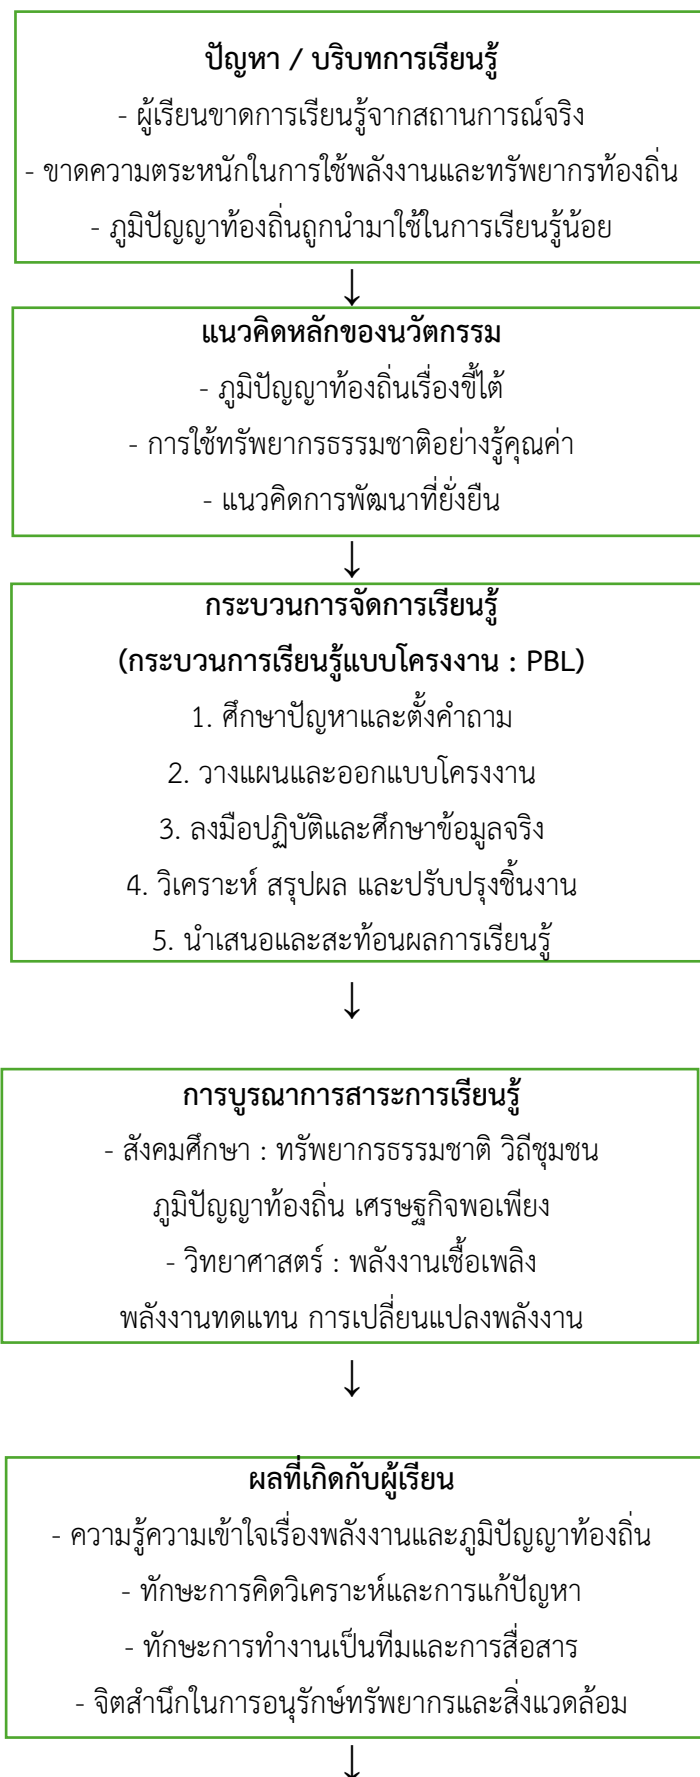 ปัญหา / บริบทการเรียนรู้
- ผู้เรียนขาดการเรียนรู้จากสถานการณ์จริง
- ขาดความตระหนักในการใช้พลังงานและทรัพยากรท้องถิ่น
- ภูมิปัญญาท้องถิ่นถูกนำมาใช้ในการเรียนรู้น้อย
↓
แนวคิดหลักของนวัตกรรม
- ภูมิปัญญาท้องถิ่นเรื่องขี้ไต้
- การใช้ทรัพยากรธรรมชาติอย่างรู้คุณค่า
- แนวคิดการพัฒนาที่ยั่งยืน
↓
กระบวนการจัดการเรียนรู้
(กระบวนการเรียนรู้แบบโครงงาน : PBL)
1. ศึกษาปัญหาและตั้งคำถาม
2. วางแผนและออกแบบโครงงาน
3. ลงมือปฏิบัติและศึกษาข้อมูลจริง
4. วิเคราะห์ สรุปผล และปรับปรุงชิ้นงาน
5. นำเสนอและสะท้อนผลการเรียนรู้
↓
การบูรณาการสาระการเรียนรู้
- สังคมศึกษา : ทรัพยากรธรรมชาติ วิถีชุมชน
ภูมิปัญญาท้องถิ่น เศรษฐกิจพอเพียง
- วิทยาศาสตร์ : พลังงานเชื้อเพลิง
พลังงานทดแทน การเปลี่ยนแปลงพลังงาน
↓
ผลที่เกิดกับผู้เรียน
- ความรู้ความเข้าใจเรื่องพลังงานและภูมิปัญญาท้องถิ่น
- ทักษะการคิดวิเคราะห์และการแก้ปัญหา
- ทักษะการทำงานเป็นทีมและการสื่อสาร
- จิตสำนึกในการอนุรักษ์ทรัพยากรและสิ่งแวดล้อม
↓